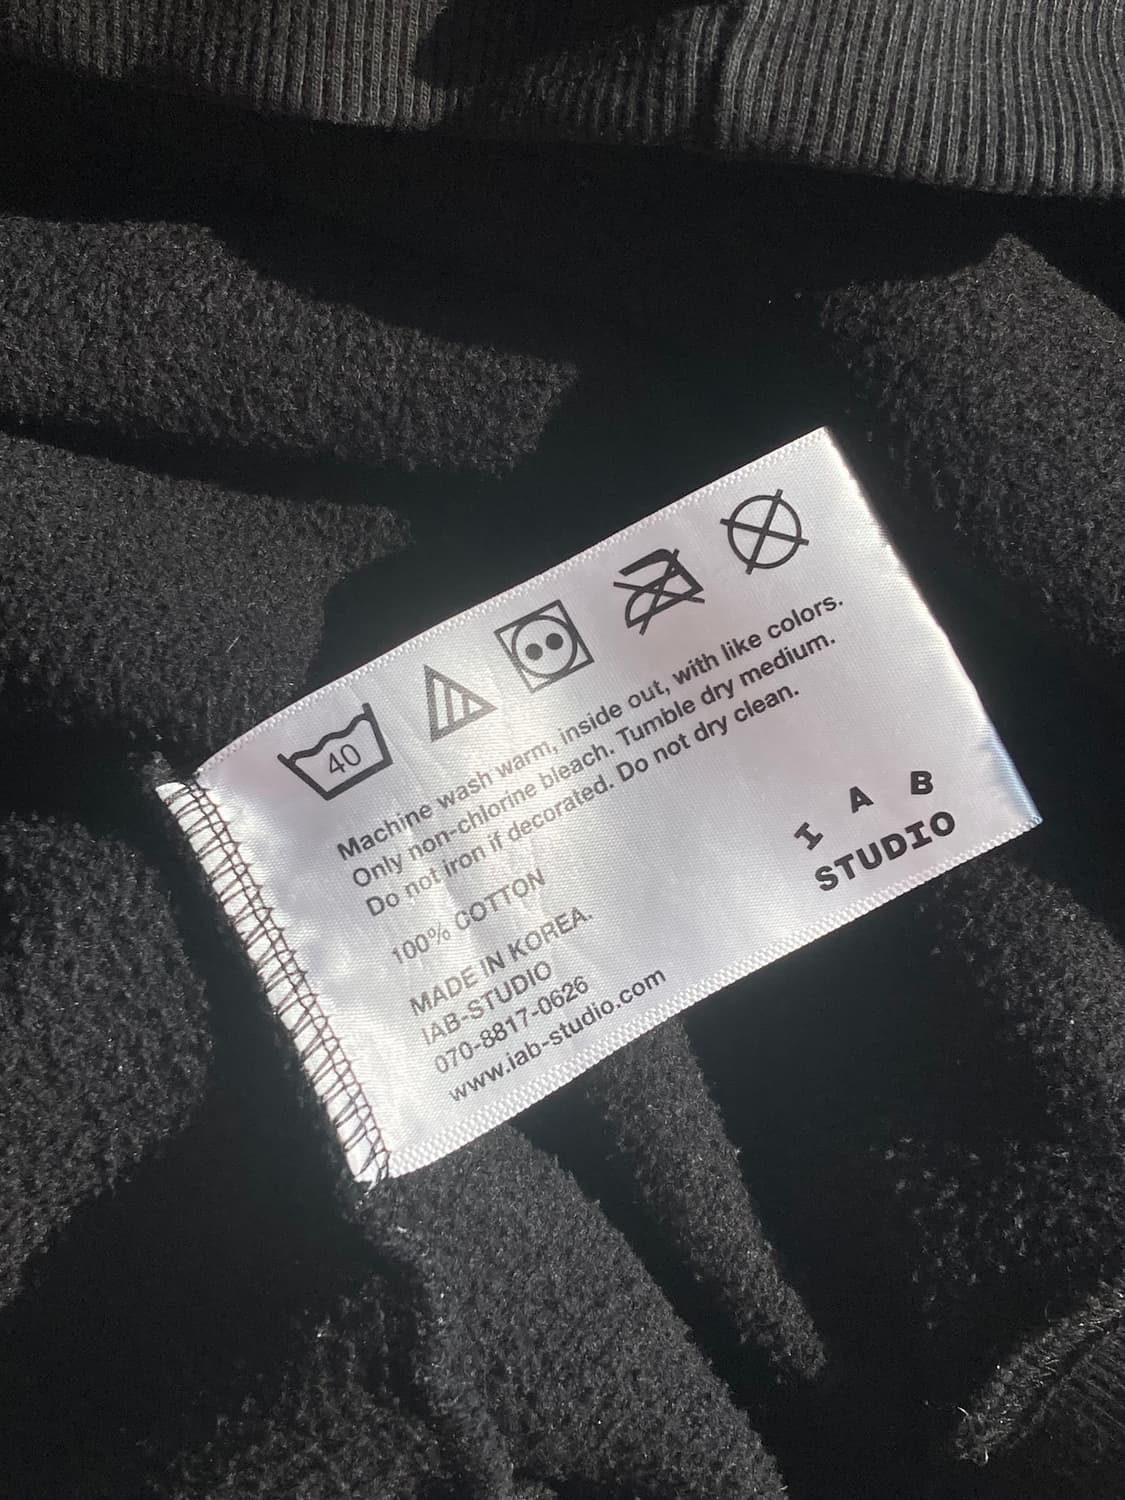 40
Machine wash warm, inside out, with like colors.
Only non-chlorine bleach. Tumble dry medium.
Do not iron if decorated. Do not dry clean.
100% COTTON
MADE IN KOREA.
IAB-STUDIO
070-8817-0626
www.iab-studio.com
I A B
STUDIO